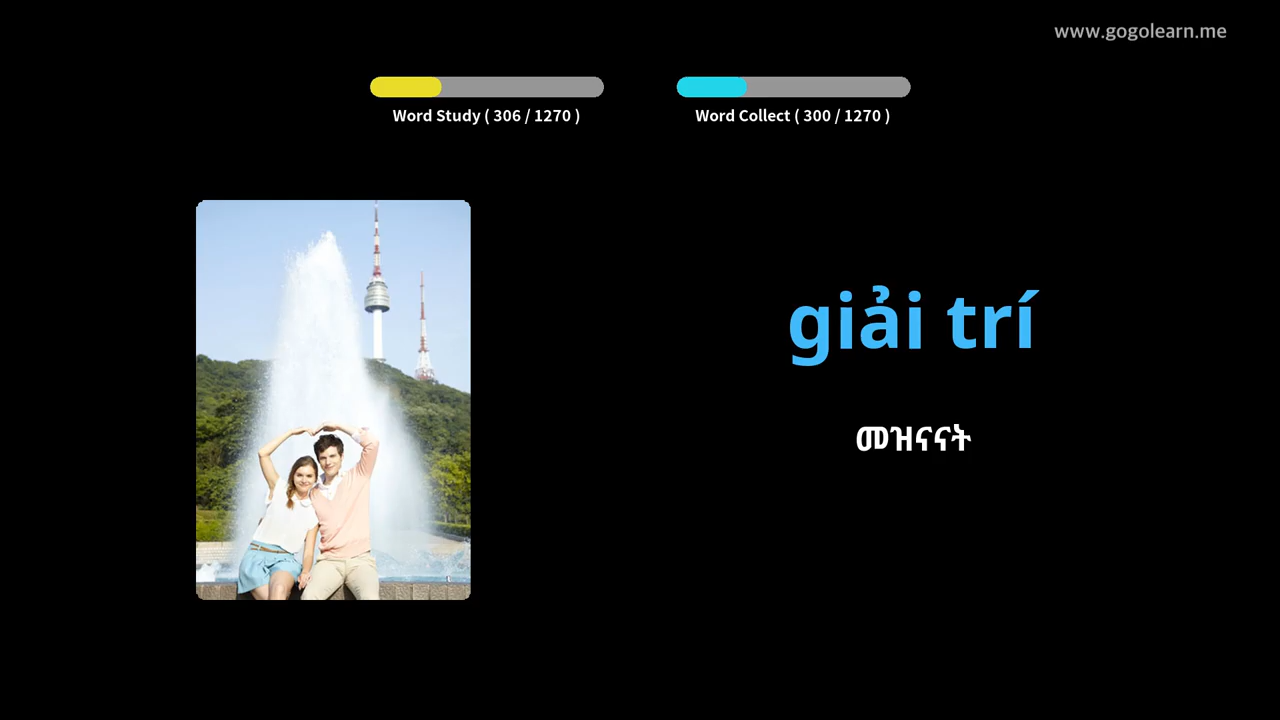 www.gogolearn.me
Word Study ( 306 / 1270 )
Word Collect ( 300 / 1270 )
giải trí
መዝናናት